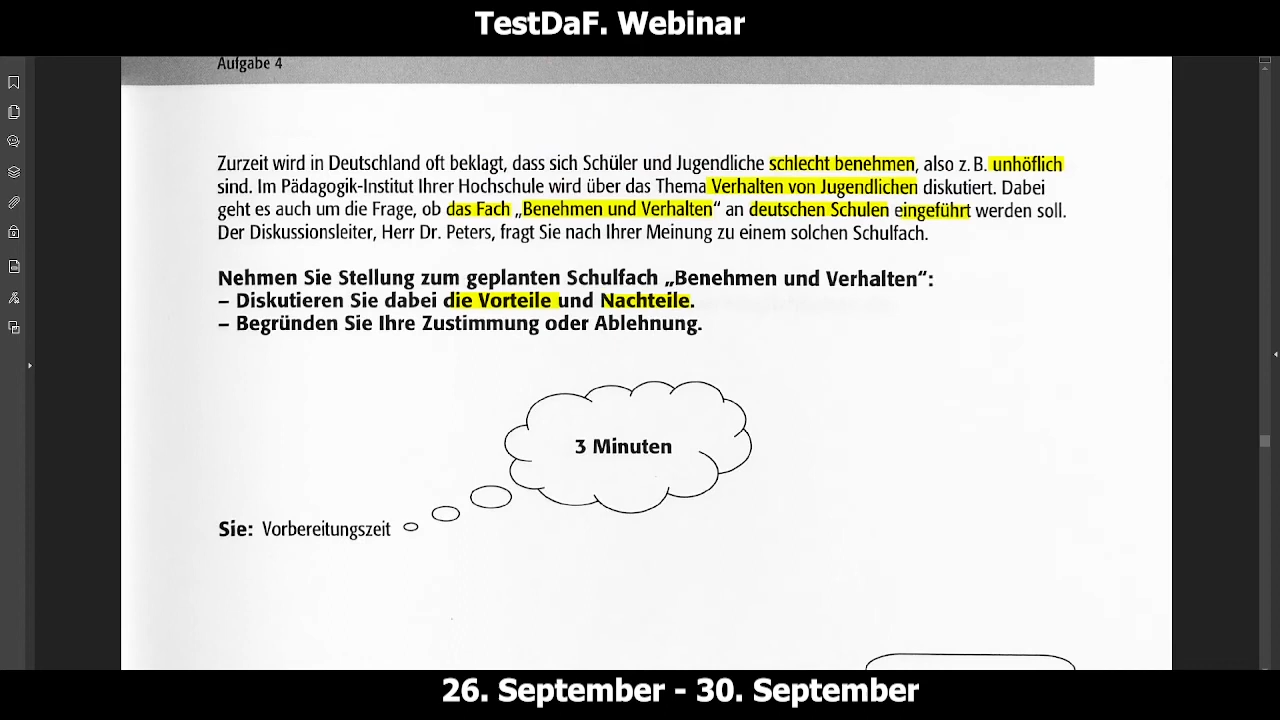 TestDaF. Webinar
Aufgabe 4
Zurzeit wird in Deutschland oft beklagt, dass sich Schüler und Jugendliche schlecht benehmen, also z. B. unhöflich
sind. Im Pädagogik-Institut Ihrer Hochschule wird über das Thema Verhalten von Jugendlichen diskutiert. Dabei
geht es auch um die Frage, ob das Fach „Benehmen und Verhalten“ an deutschen Schulen eingeführt werden soll.
Der Diskussionsleiter, Herr Dr. Peters, fragt Sie nach Ihrer Meinung zu einem solchen Schulfach.
Nehmen Sie Stellung zum geplanten Schulfach „Benehmen und Verhalten“:
– Diskutieren Sie dabei die Vorteile und Nachteile.
– Begründen Sie Ihre Zustimmung oder Ablehnung.
3 Minuten
Sie: Vorbereitungszeit
26. September - 30. September